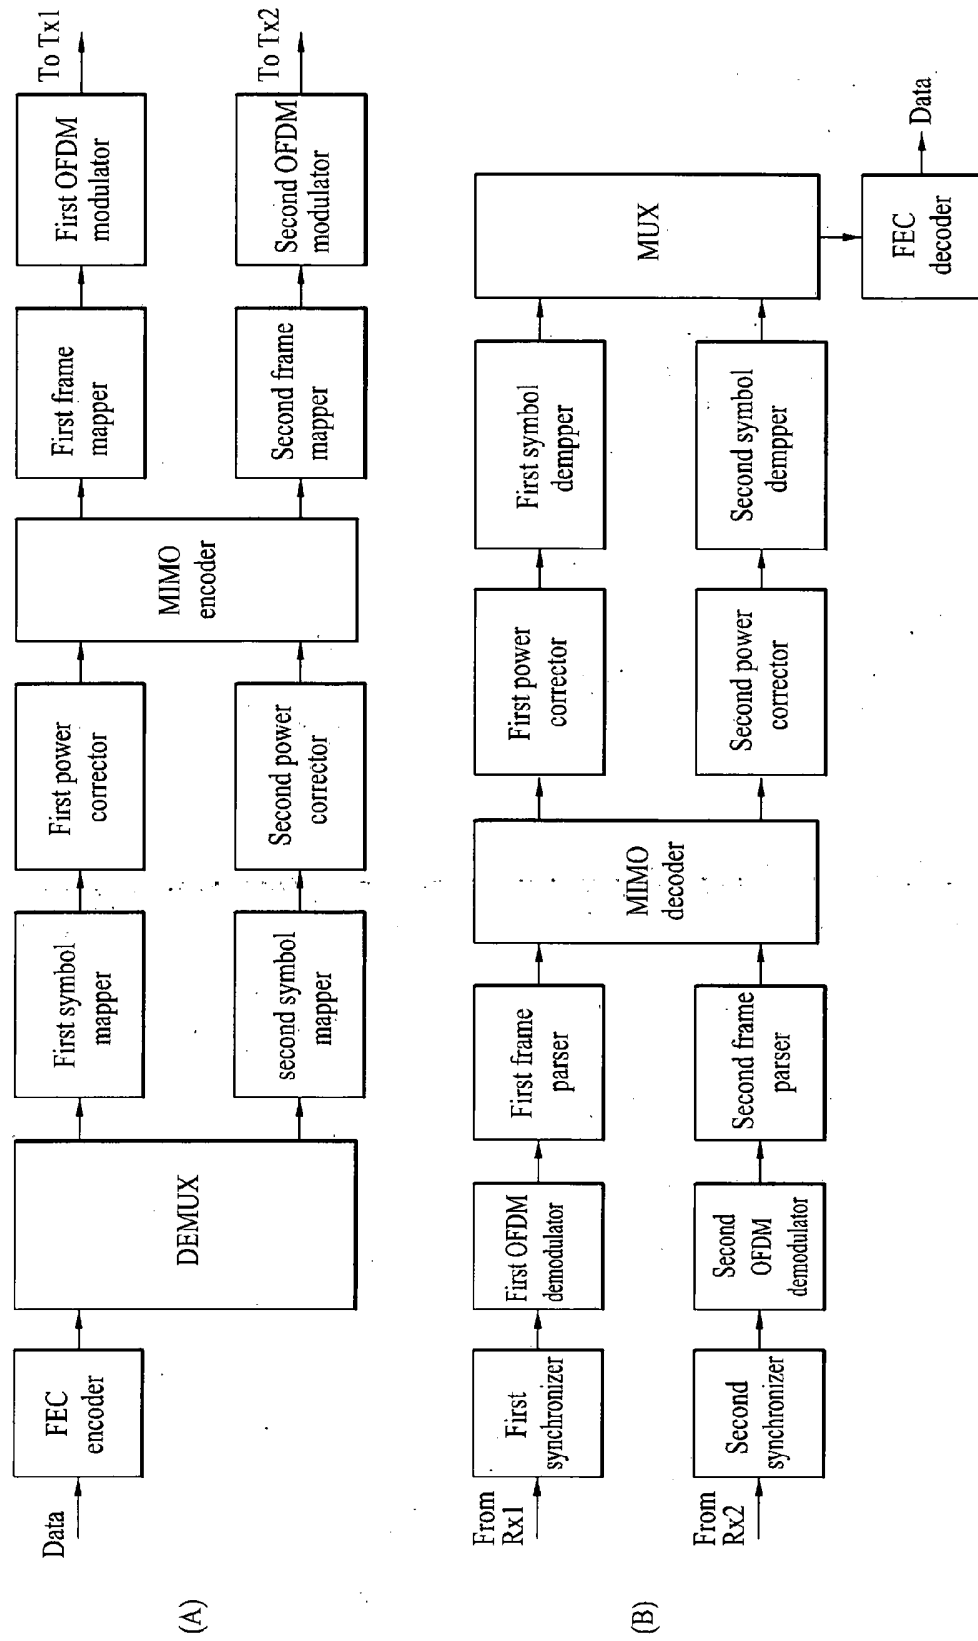 (A)
Data
FEC
encoder
DEMUX
First symbol
mapper
First power
corrector
MIMO
encoder
First frame
mapper
First OFDM
modulator
To Tx1
second symbol
mapper
Second power
corrector
Second frame
mapper
Second OFDM
modulator
To Tx2
(B)
From
Rx1
First
synchronizer
First OFDM
demodulator
First frame
parser
MIMO
decoder
First power
corrector
First symbol
dempper
MUX
From
Rx2
Second
synchronizer
Second
OFDM
demodulator
Second frame
parser
Second power
corrector
Second symbol
dempper
FEC
decoder
Data